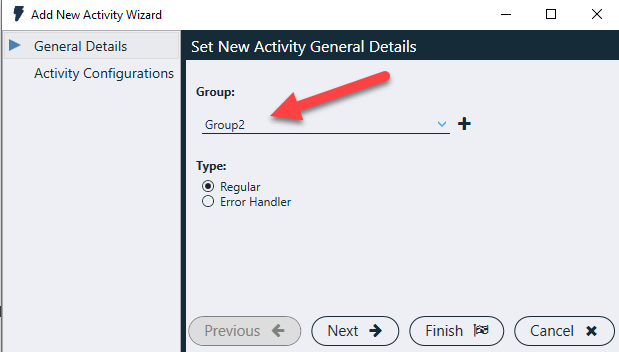 Add New Activity Wizard
General Details
Activity Configurations
Set New Activity General Details
Group:
Group2
Type:
Regular
Error Handler
Previous
Next
Finish
Cancel